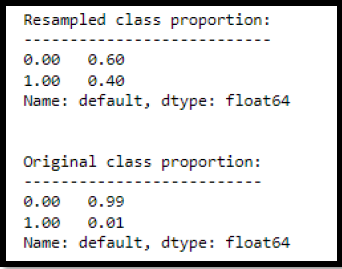 Resampled class proportion:
---------------------------
0.00   0.60
1.00   0.40
Name: default, dtype: float64
Original class proportion:
--------------------------
0.00   0.99
1.00   0.01
Name: default, dtype: float64